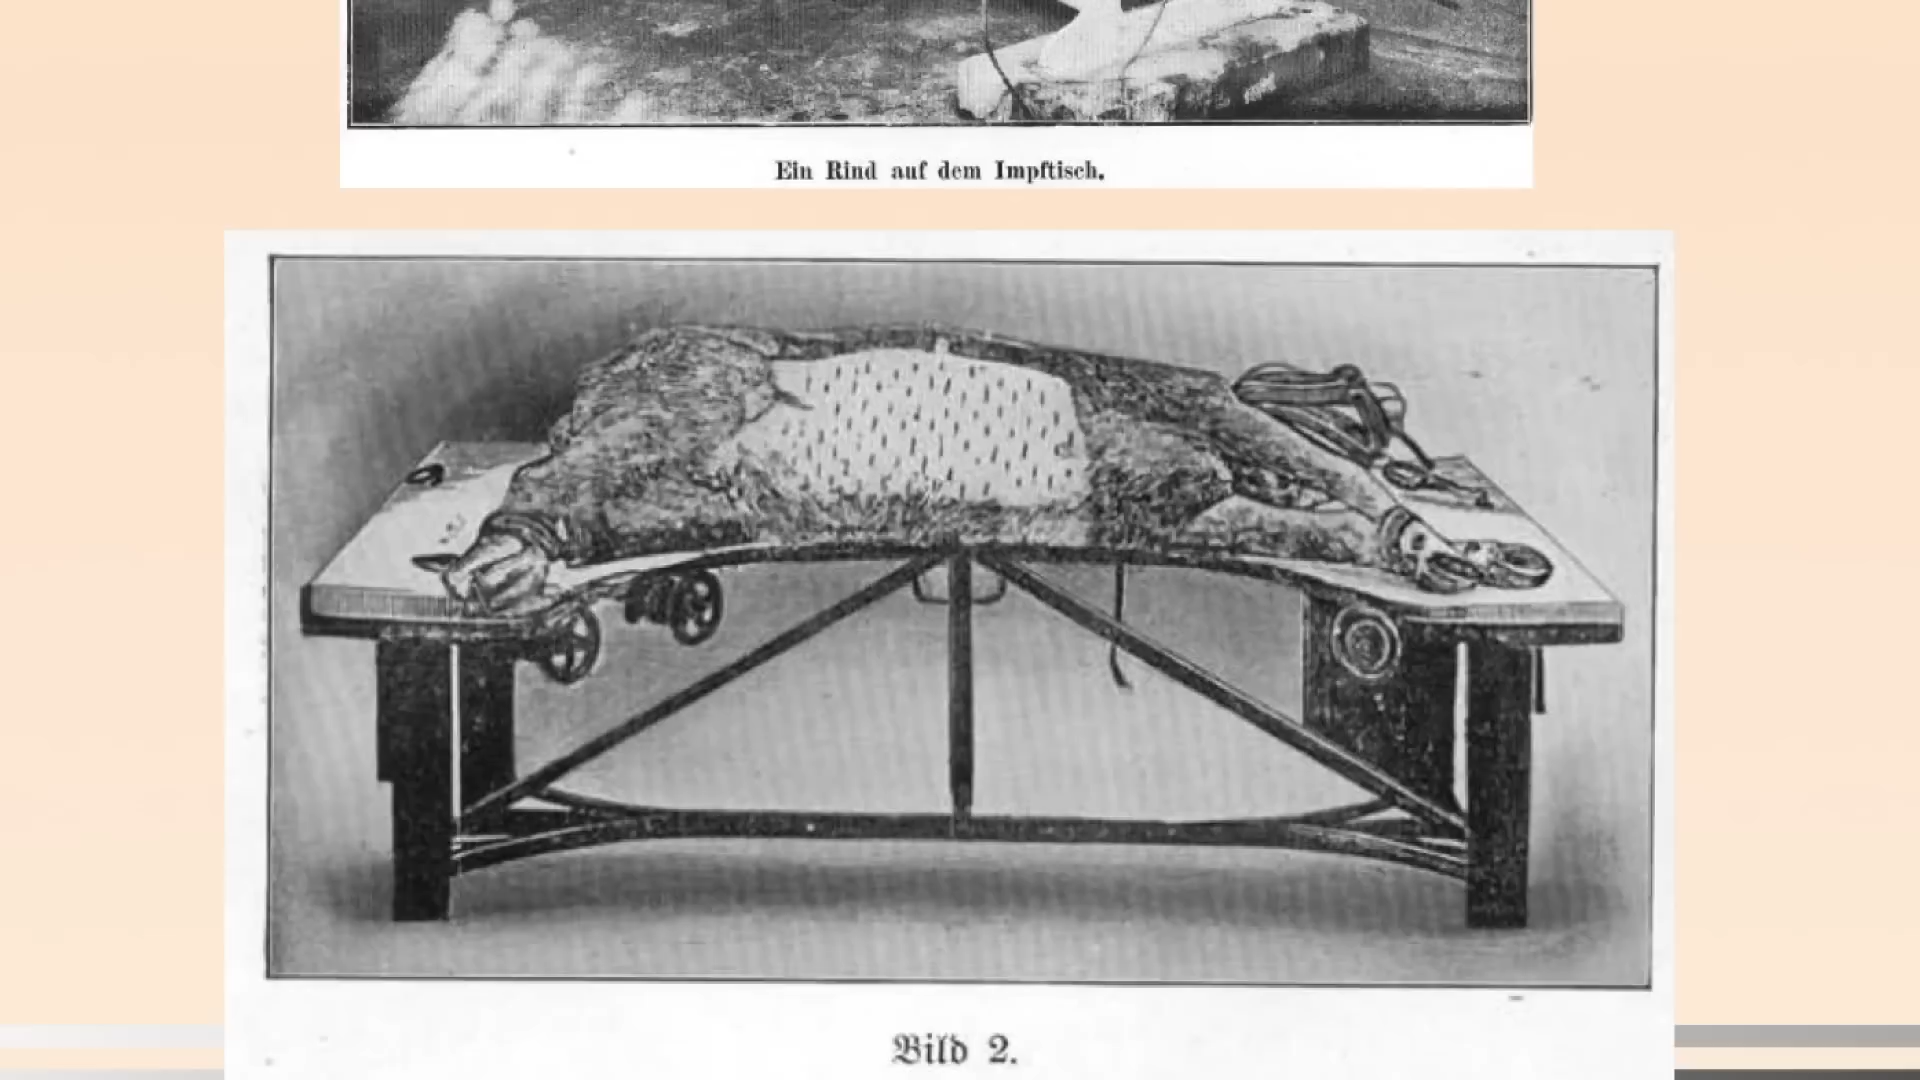 Ein Rind auf dem Impftisch.
Bild 2.